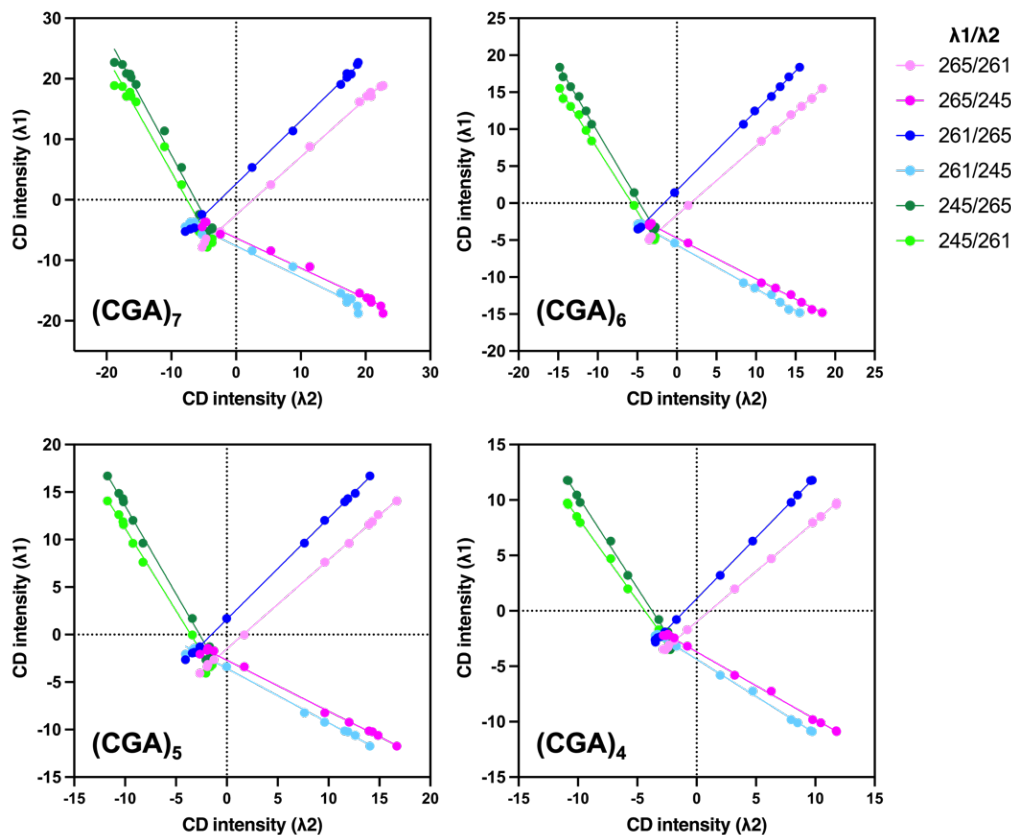 30
20
10
0
-10
-20
CD intensity (λ1)
(CGA)7
-20 -10 0 10 20 30
CD intensity (λ2)
25
20
15
10
5
0
-5
-10
-15
-20
CD intensity (λ1)
(CGA)6
-20 -15 -10 -5 0 5 10 15 20 25
CD intensity (λ2)
λ1/λ2
265/261
265/245
261/265
261/245
245/265
245/261
20
15
10
5
0
-5
-10
-15
CD intensity (λ1)
(CGA)5
-15 -10 -5 0 5 10 15 20
CD intensity (λ2)
15
10
5
0
-5
-10
-15
CD intensity (λ1)
(CGA)4
-15 -10 -5 0 5 10 15
CD intensity (λ2)